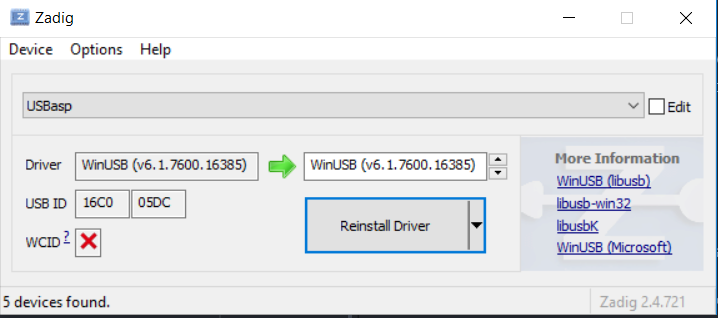 Zadig
Device Options Help
USBasp
Edit
Driver WinUSB (v6.1.7600.16385) WinUSB (v6.1.7600.16385)
USB ID 16C0 05DC
WCID ?
Reinstall Driver
More Information
WinUSB (libusb)
libusb-win32
libusbK
WinUSB (Microsoft)
5 devices found.
Zadig 2.4.721